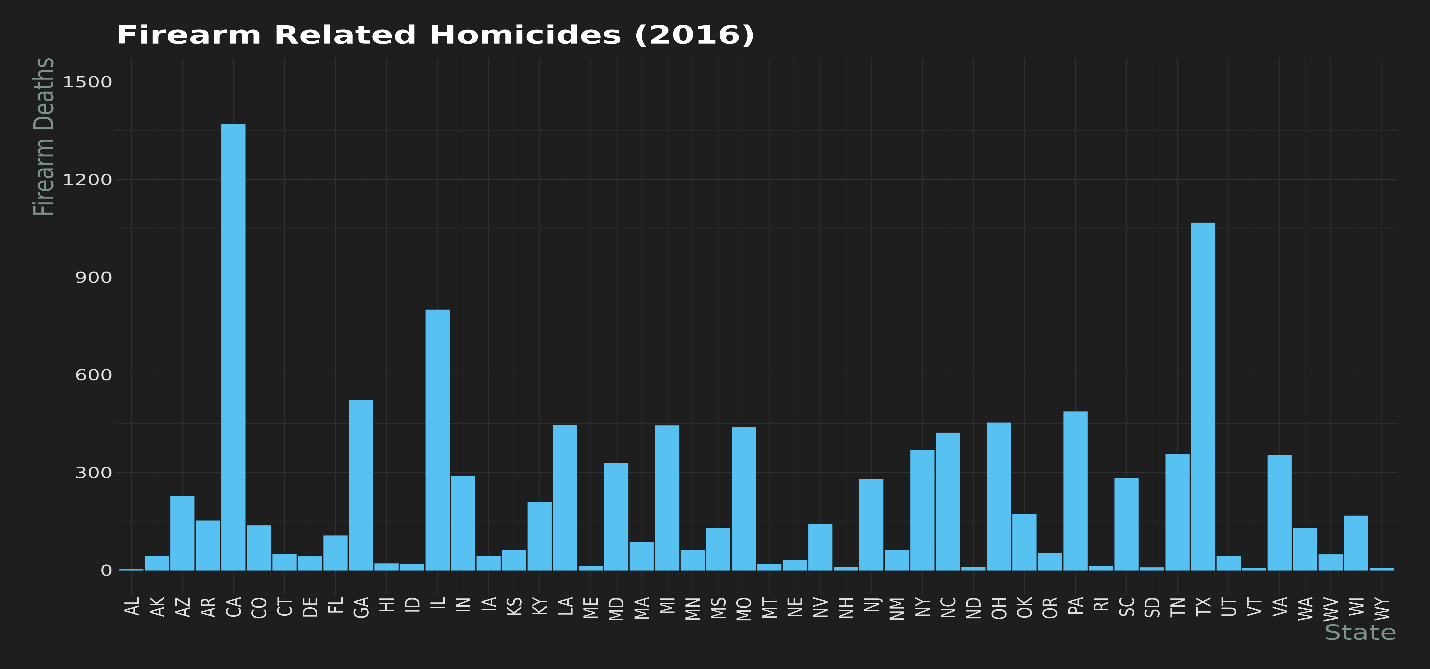 Firearm Related Homicides (2016)
Firearm Deaths
1500
1200
900
600
300
0
AL AK AZ AR CA CO CT DE FL GA HI ID IL IN IA KS KY LA ME MD MA MI MN MS MO MT NE NV NH NJ NM NY NC ND OH OK OR PA RI SC SD TN TX UT VT VA WA WV WI WY
State